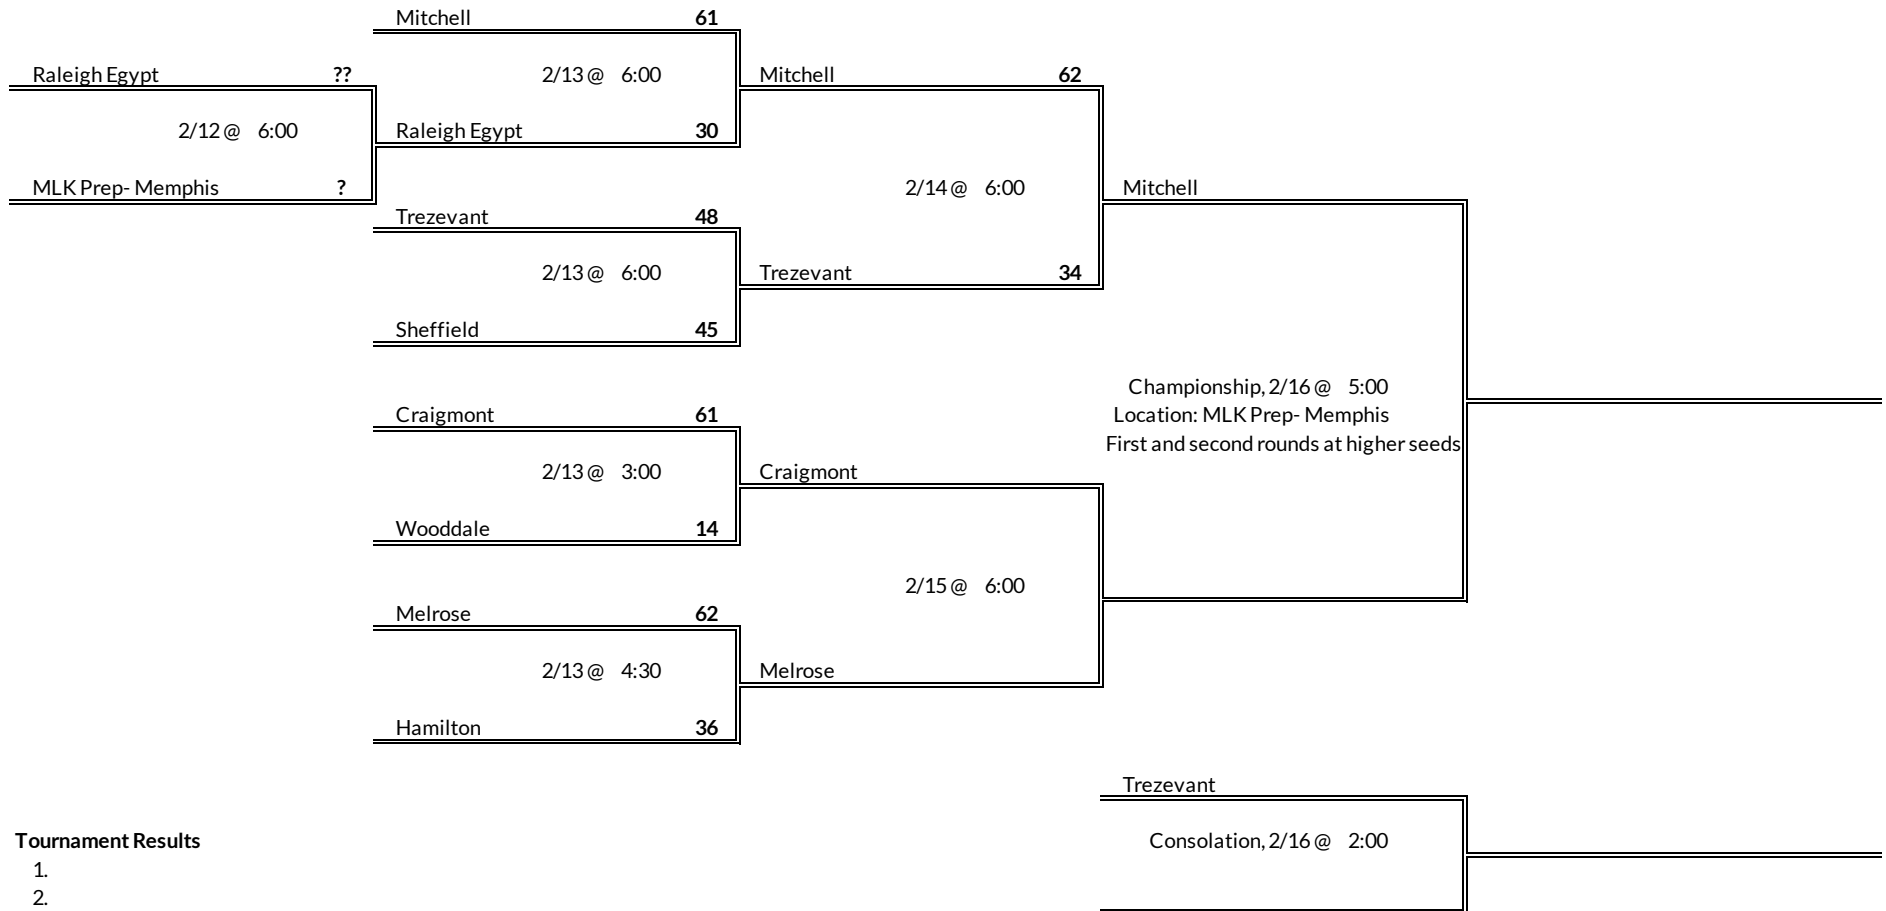 Mitchell 61
Raleigh Egypt ?? 2/13 @ 6:00 Mitchell 62
2/12 @ 6:00 Raleigh Egypt 30
MLK Prep- Memphis ? 2/14 @ 6:00 Mitchell
Trezevant 48
2/13 @ 6:00 Trezevant 34
Sheffield 45
Championship, 2/16 @ 5:00
Craigmont 61 Location: MLK Prep- Memphis
First and second rounds at higher seeds
2/13 @ 3:00 Craigmont
Wooddale 14
2/15 @ 6:00
Melrose 62
2/13 @ 4:30 Melrose
Hamilton 36
Trezevant
Tournament Results Consolation, 2/16 @ 2:00
1.
2.